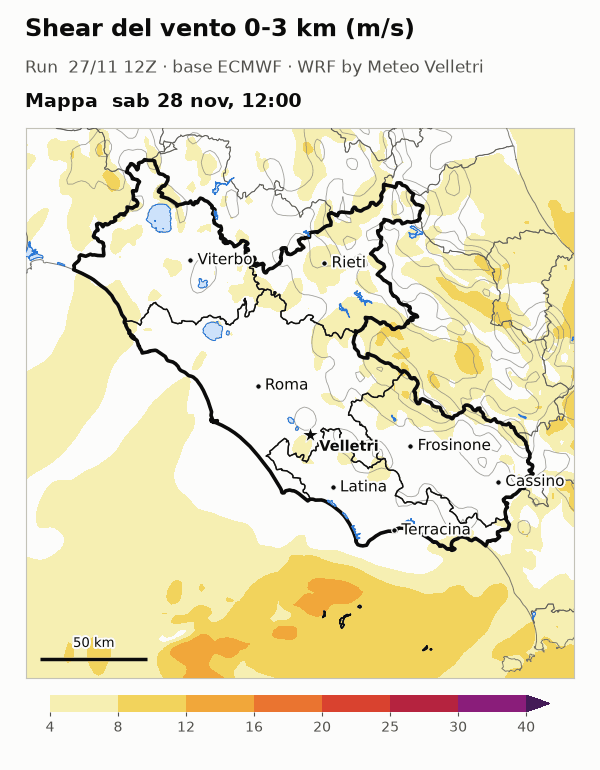 Shear del vento 0-3 km (m/s)
Run  27/11 12Z · base ECMWF · WRF by Meteo Velletri
Mappa  sab 28 nov, 12:00
Viterbo
Rieti
Roma
Velletri
Frosinone
Cassino
Latina
Terracina
50 km
4 8 12 16 20 25 30 40